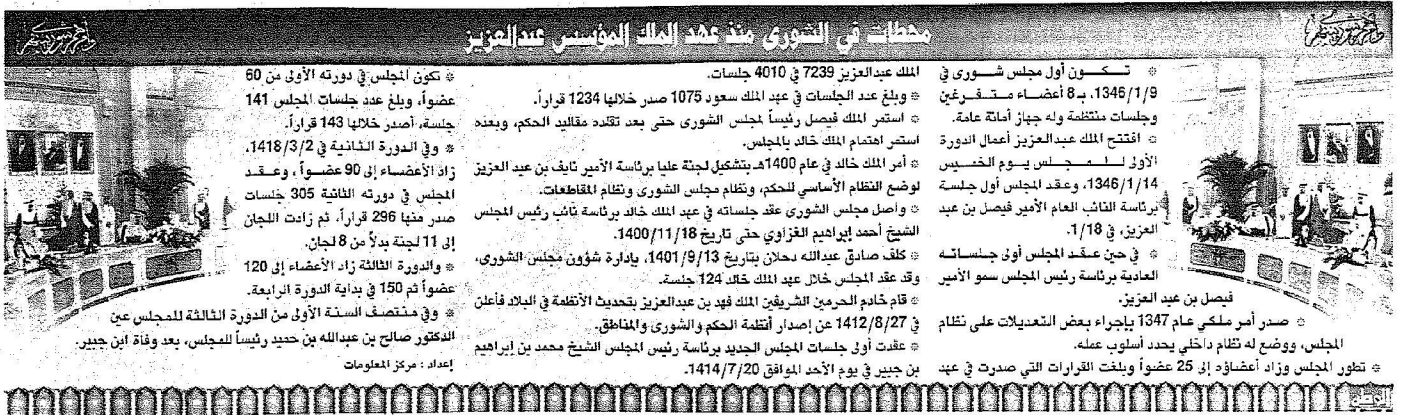 محطات في الشورى منذ عهد الملك المؤسس عبدالعزيز
* تكون أول مجلس شورى في
1346/1/9، بـ 8 أعضاء متفرغين
وجلسات منتظمة وله جهاز أمانة عامة.
* افتتح الملك عبدالعزيز أعمال الدورة
الأولى للمجلس يوم الخميس
1346/1/14، وعقد المجلس أول جلسة
برئاسة النائب العام الأمير فيصل بن عبد
العزيز، في 1/18.
* في حين عقد المجلس أولى جلساته
العادية برئاسة رئيس المجلس سمو الأمير
فيصل بن عبد العزيز.
* صدر أمر ملكي عام 1347 بإجراء بعض التعديلات على نظام
المجلس، ووضع له نظام داخلي يحدد أسلوب عمله.
* تطور المجلس وزاد أعضاؤه إلى 25 عضواً وبلغت القرارات التي صدرت في عهد
الملك عبدالعزيز 7239 في 4010 جلسات.
* وبلغ عدد الجلسات في عهد الملك سعود 1075 صدر خلالها 1234 قراراً.
* استمر الملك فيصل رئيساً لمجلس الشورى حتى بعد تقلده مقاليد الحكم، وبعده
استمر اهتمام الملك خالد بالمجلس.
* أمر الملك خالد في عام 1400هـ بتشكيل لجنة عليا برئاسة الأمير نايف بن عبد العزيز
لوضع النظام الأساسي للحكم، ونظام مجلس الشورى ونظام المقاطعات.
* واصل مجلس الشورى عقد جلساته في عهد الملك خالد برئاسة نائب رئيس المجلس
الشيخ أحمد إبراهيم الغزاوي حتى تاريخ 1400/11/18.
* كلف صادق عبدالله دحلان بتاريخ 1401/9/13، بإدارة شؤون مجلس الشورى،
وقد عقد المجلس خلال عهد الملك خالد 124 جلسة.
* قام خادم الحرمين الشريفين الملك فهد بن عبدالعزيز بتحديث الأنظمة في البلاد فأعلن
في 1412/8/27 عن إصدار أنظمة الحكم والشورى والمناطق.
* عقدت أولى جلسات المجلس الجديد برئاسة رئيس المجلس الشيخ محمد بن إبراهيم
بن جبير في يوم الأحد الموافق 1414/7/20.
* تكون المجلس في دورته الأولى من 60
عضواً، وبلغ عدد جلسات المجلس 141
جلسة، أصدر خلالها 143 قراراً.
* وفي الدورة الثانية في 1418/3/2،
زاد الأعضاء إلى 90 عضواً، وعقد
المجلس في دورته الثانية 305 جلسات
صدر منها 296 قراراً، ثم زادت اللجان
إلى 11 لجنة بدلاً من 8 لجان.
* والدورة الثالثة زاد الأعضاء إلى 120
عضواً ثم 150 في بداية الدورة الرابعة.
* وفي منتصف السنة الأولى من الدورة الثالثة للمجلس عين
الدكتور صالح بن عبدالله بن حميد رئيساً للمجلس، بعد وفاة ابن جبير.
إعداد: مركز المعلومات
الوطن